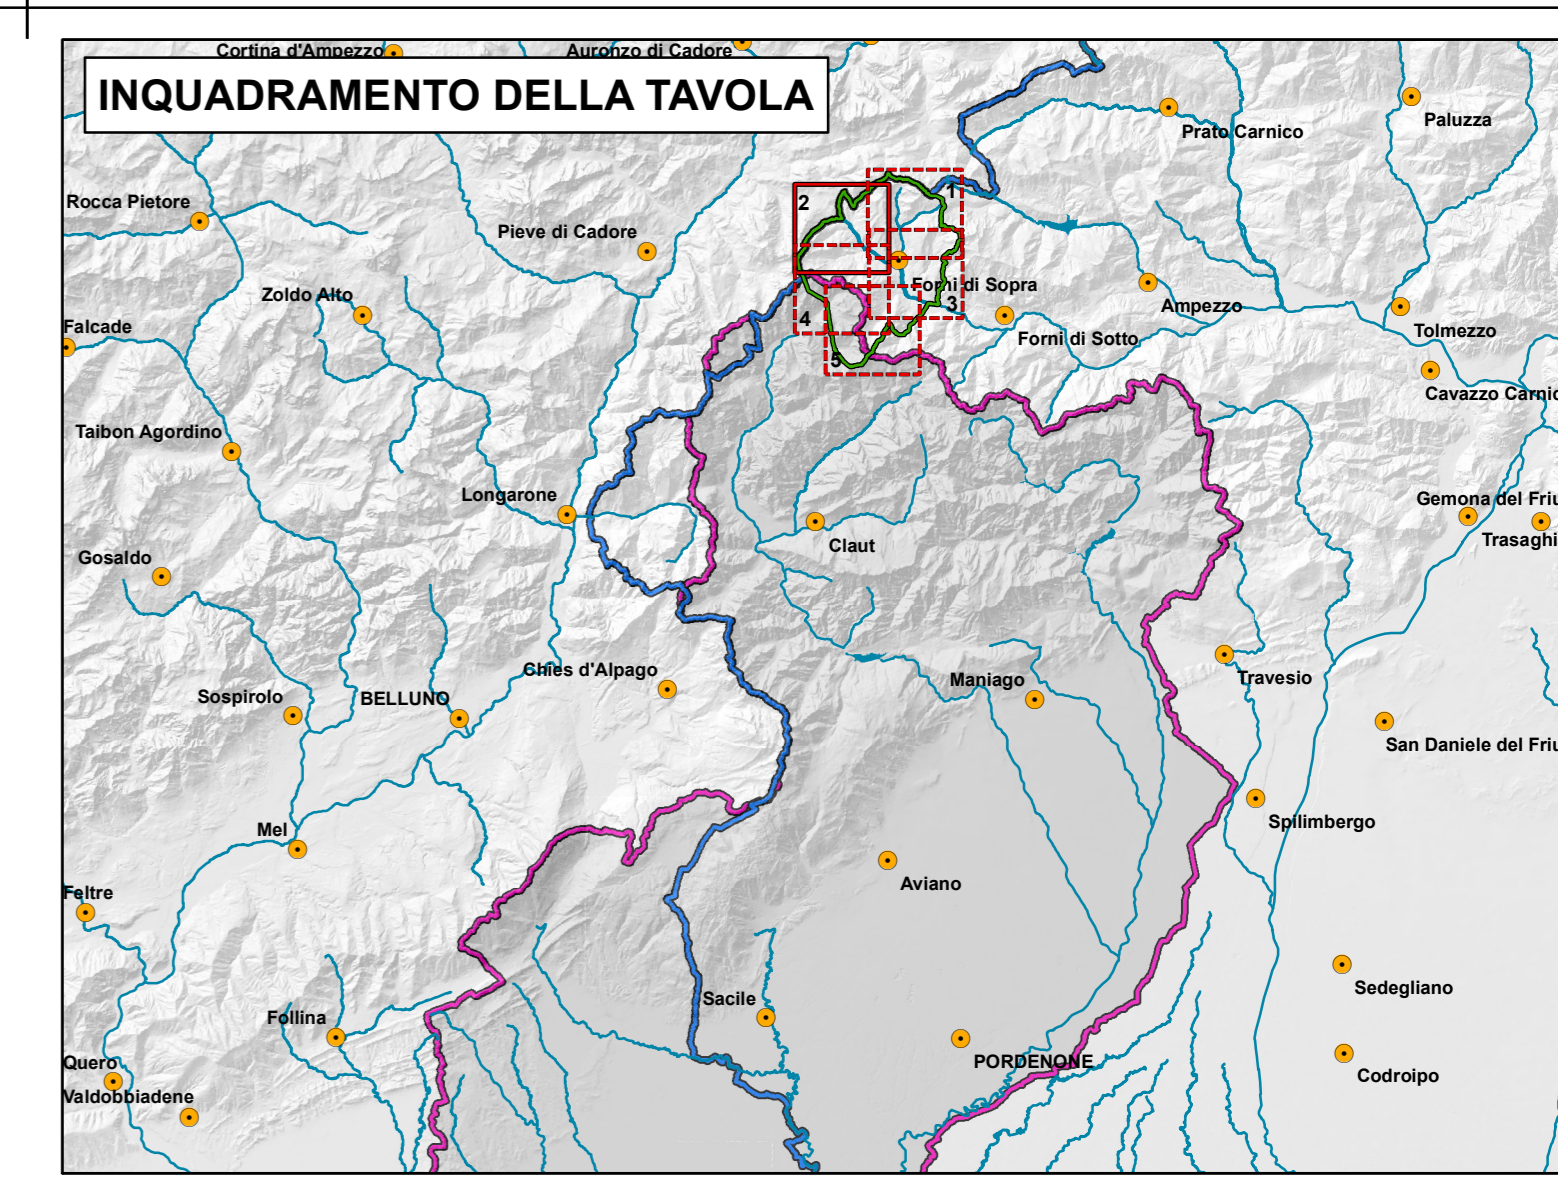 Cortina d'Ampezzo
Auronzo di Cadore
INQUADRAMENTO DELLA TAVOLA
Paluzza
Prato Carnico
Rocca Pietore
2
1
Pieve di Cadore
Forni di Sopra
Zoldo Alto
3
Ampezzo
4
Falcade
Tolmezzo
Forni di Sotto
5
Cavazzo Carnic
Taibon Agordino
Longarone
Gemona del Friu
Trasaghi
Claut
Gosaldo
Chies d'Alpago
Maniago
Travesio
Sospirolo
BELLUNO
San Daniele del Friu
Mel
Spilimbergo
Aviano
Feltre
Sedegliano
Sacile
Follina
Quero
PORDENONE
Codroipo
Valdobbiadene